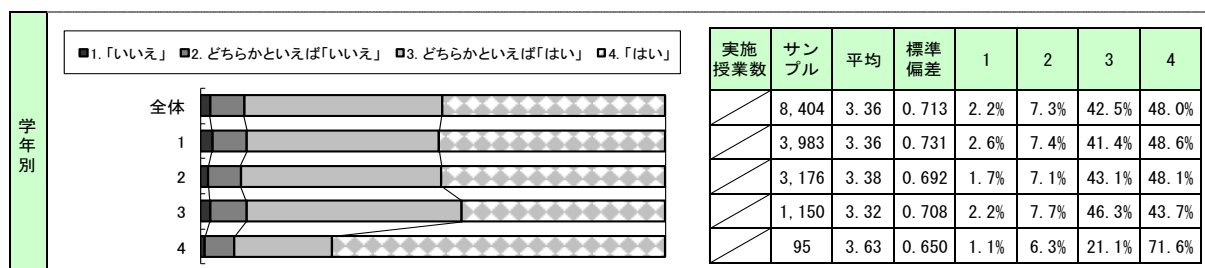 学年別
■1. 「いいえ」 ■2. どちらかといえば「いいえ」 ■3. どちらかといえば「はい」 □4. 「はい」
全体
1
2
3
4
実施授業数 サンプル 平均 標準偏差 1 2 3 4
8,404 3.36 0.713 2.2% 7.3% 42.5% 48.0%
3,983 3.36 0.731 2.6% 7.4% 41.4% 48.6%
3,176 3.38 0.692 1.7% 7.1% 43.1% 48.1%
1,150 3.32 0.708 2.2% 7.7% 46.3% 43.7%
95 3.63 0.650 1.1% 6.3% 21.1% 71.6%